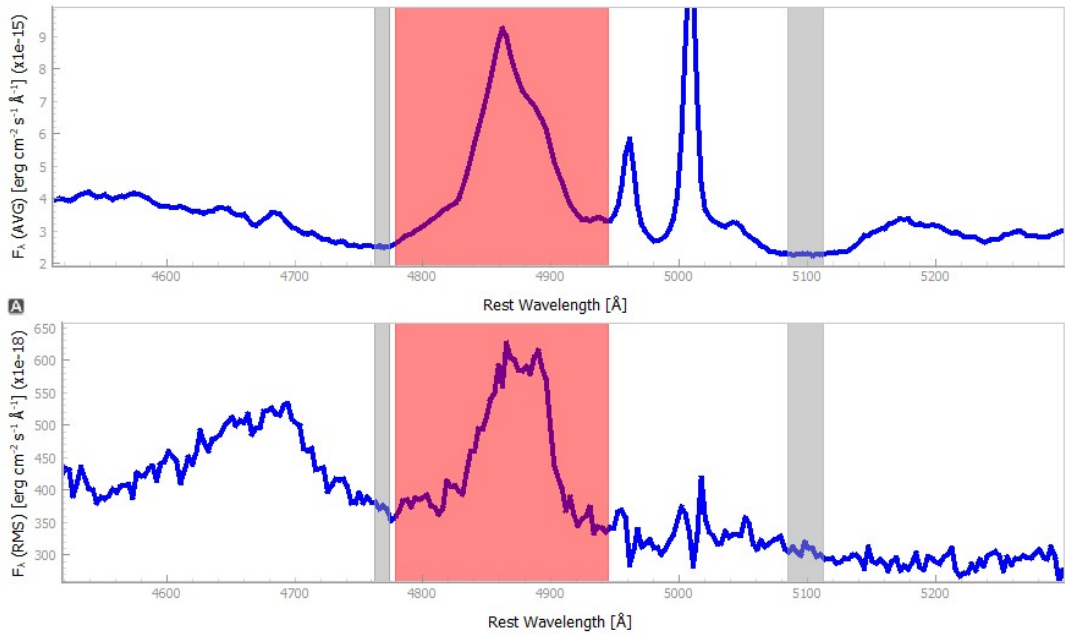 F_λ (AVG) [erg cm⁻² s⁻¹ Å⁻¹] (x1e-15)
9
8
7
6
5
4
3
2
4600 4700 4800 4900 5000 5100 5200
Rest Wavelength [Å]
A
F_λ (RMS) [erg cm⁻² s⁻¹ Å⁻¹] (x1e-18)
650
600
550
500
450
400
350
300
4600 4700 4800 4900 5000 5100 5200
Rest Wavelength [Å]